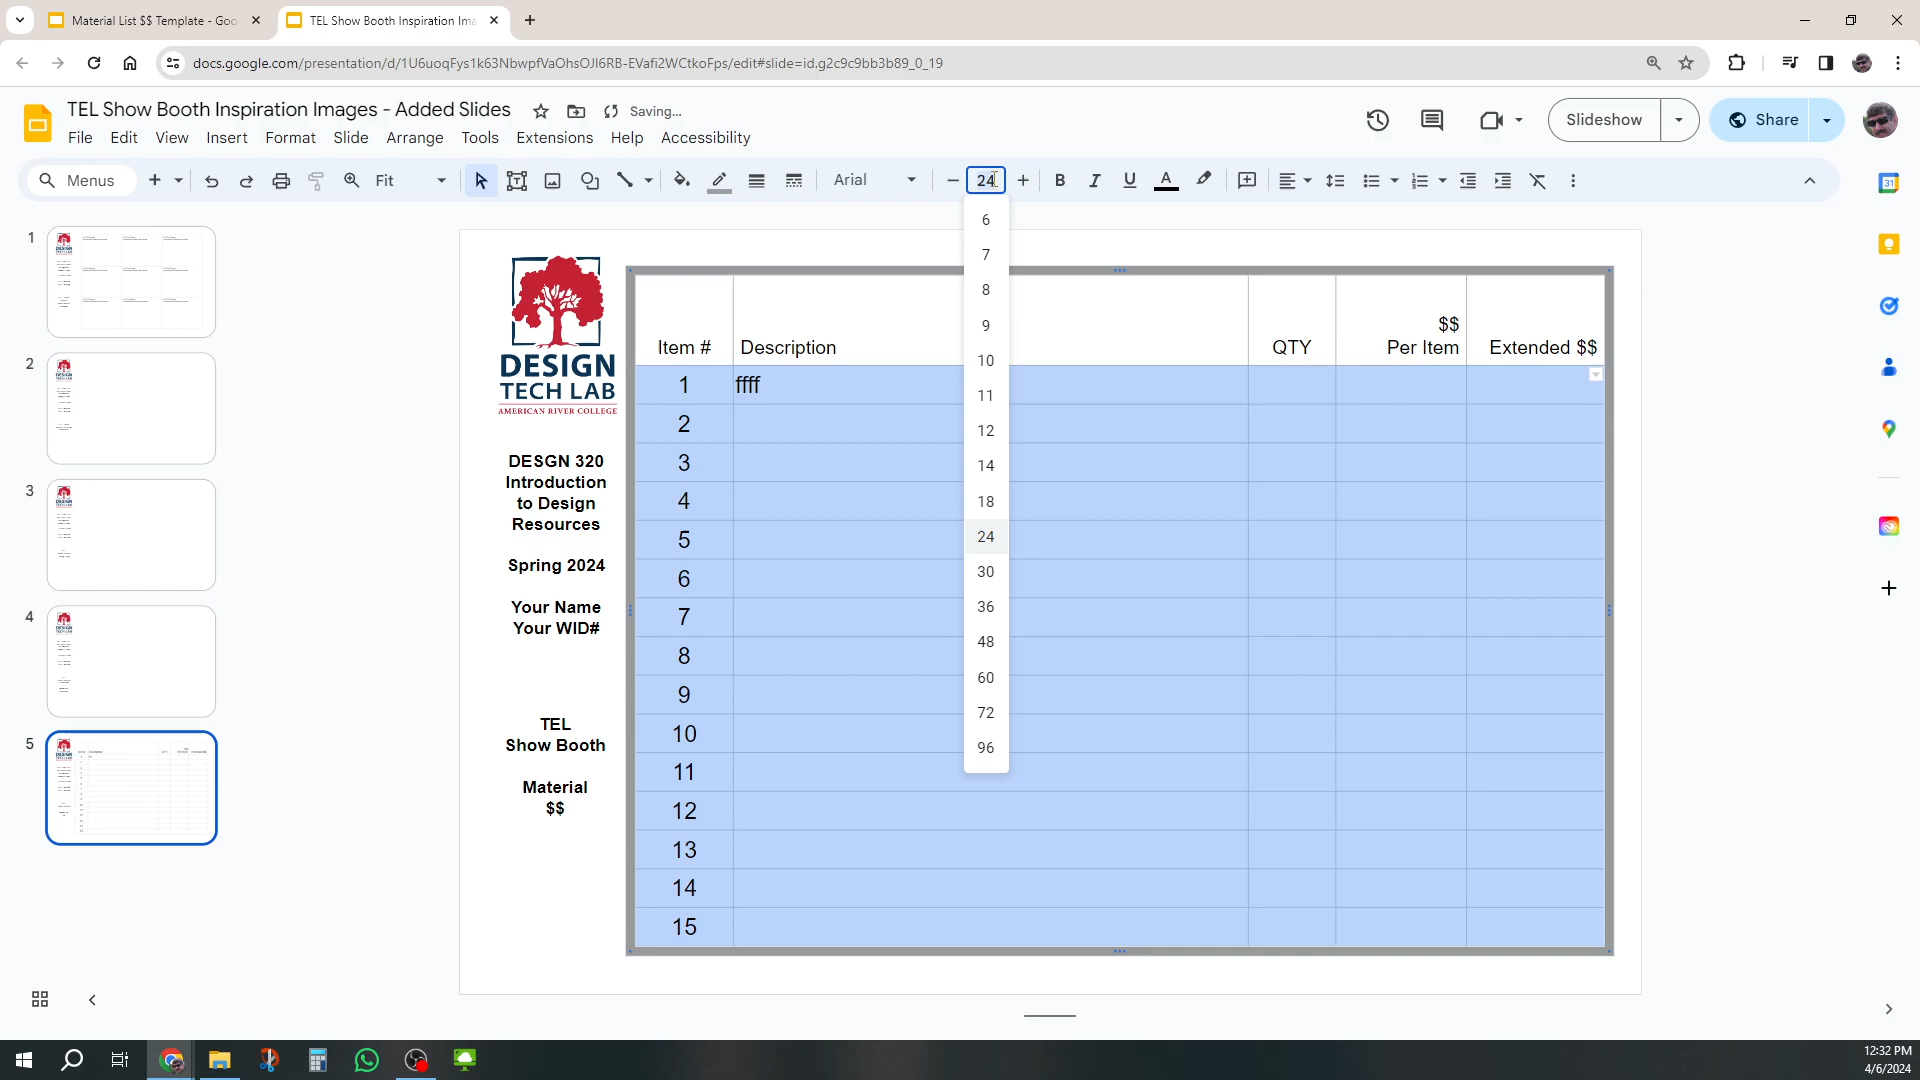 Material List $$ Template - Goo
TEL Show Booth Inspiration Ima
docs.google.com/presentation/d/1U6uoqFys1k63NbwpfVaOhsOJl6RB-EVafi2WCtkoFps/edit#slide=id.g2c9c9bb3b89_0_19
TEL Show Booth Inspiration Images - Added Slides
Saving...
File Edit View Insert Format Slide Arrange Tools Extensions Help Accessibility
Slideshow
Share
Menus
Fit
Arial
24
6
7
8
9
10
11
12
14
18
24
30
36
48
60
72
96
1
2
3
4
5
DESIGN
TECH LAB
AMERICAN RIVER COLLEGE
DESGN 320
Introduction
to Design
Resources
Spring 2024
Your Name
Your WID#
TEL
Show Booth
Material
$$
Item # Description QTY $$ Per Item Extended $$
1 ffff
2
3
4
5
6
7
8
9
10
11
12
13
14
15
31
12:32 PM
4/6/2024